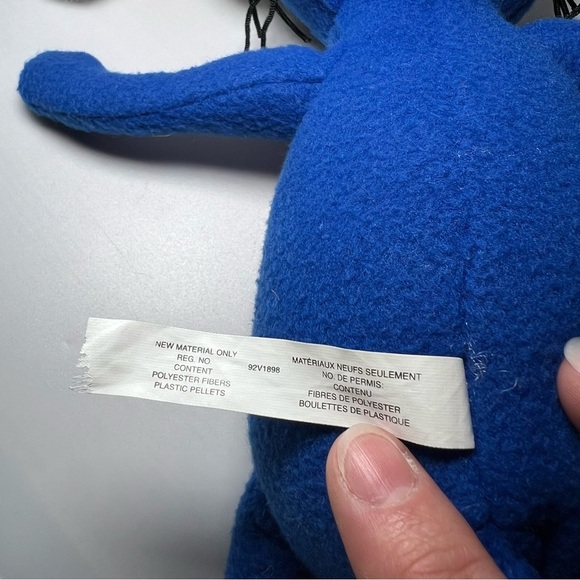 NEW MATERIAL ONLY
REG. NO
CONTENT
POLYESTER FIBERS
PLASTIC PELLETS
92V1898
MATÉRIAUX NEUFS SEULEMENT
NO. DE PERMIS:
CONTENU
FIBRES DE POLYESTER
BOULETTES DE PLASTIQUE